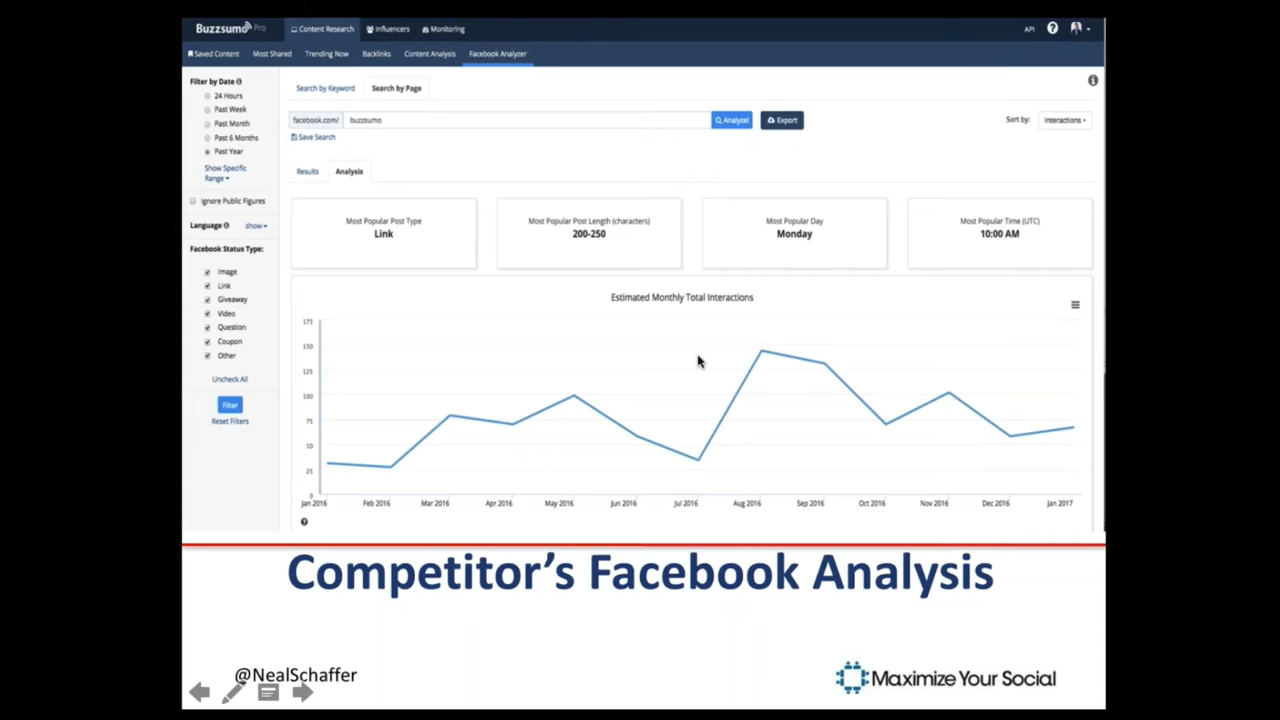 Buzzsumo Pro
Content Research
Influencers
Monitoring
API
Saved Content
Most Shared
Trending Now
Backlinks
Content Analysis
Facebook Analyzer
Filter by Date
24 Hours
Past Week
Past Month
Past 6 Months
Past Year
Show Specific
Range
Ignore Public Figures
Language
show
Facebook Status Type:
Image
Link
Giveaway
Video
Question
Coupon
Other
Uncheck All
Filter
Reset Filters
Search by Keyword
Search by Page
facebook.com/
buzzsumo
Analyze!
Export
Sort by:
Interactions
Save Search
Results
Analysis
Most Popular Post Type
Link
Most Popular Post Length (characters)
200-250
Most Popular Day
Monday
Most Popular Time (UTC)
10:00 AM
Estimated Monthly Total Interactions
175
150
125
100
75
50
25
0
Jan 2016
Feb 2016
Mar 2016
Apr 2016
May 2016
Jun 2016
Jul 2016
Aug 2016
Sep 2016
Oct 2016
Nov 2016
Dec 2016
Jan 2017
Competitor's Facebook Analysis
@NealSchaffer
Maximize Your Social